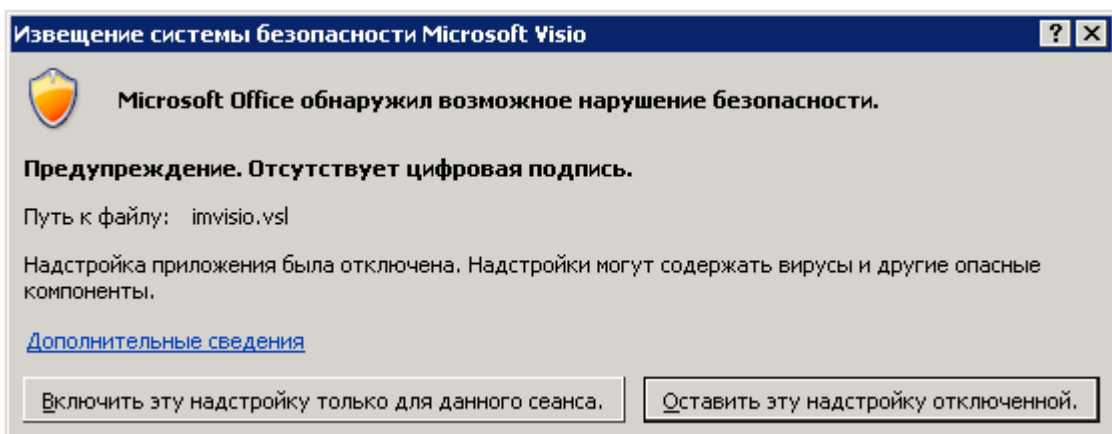 Извещение системы безопасности Microsoft Visio
Microsoft Office обнаружил возможное нарушение безопасности.
Предупреждение. Отсутствует цифровая подпись.
Путь к файлу: imvisio.vsl
Надстройка приложения была отключена. Надстройки могут содержать вирусы и другие опасные
компоненты.
Дополнительные сведения
Включить эту надстройку только для данного сеанса. Оставить эту надстройку отключенной.